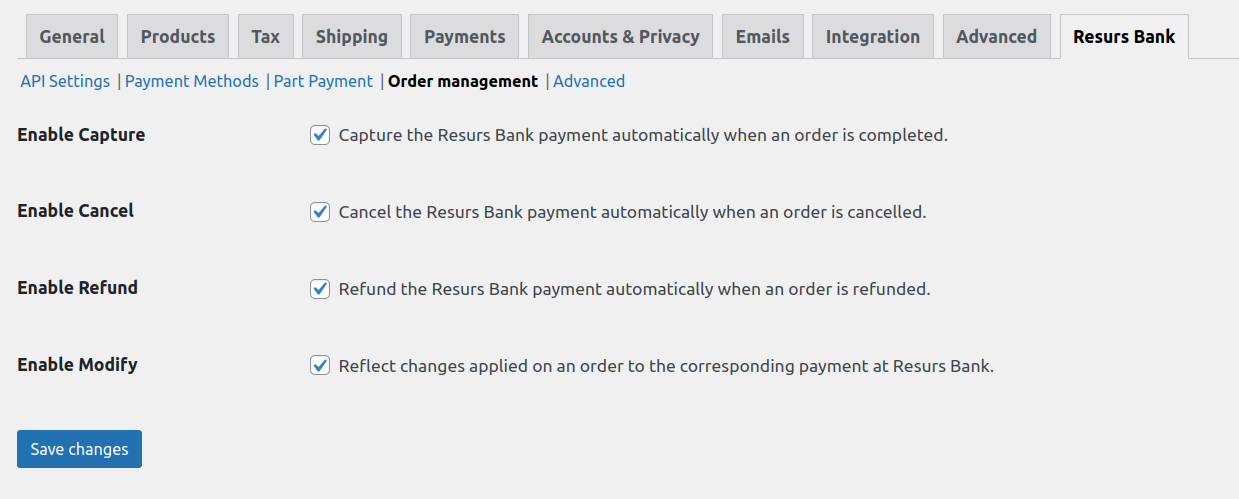 General Products Tax Shipping Payments Accounts & Privacy Emails Integration Advanced Resurs Bank
API Settings | Payment Methods | Part Payment | Order management | Advanced
Enable Capture Capture the Resurs Bank payment automatically when an order is completed.
Enable Cancel Cancel the Resurs Bank payment automatically when an order is cancelled.
Enable Refund Refund the Resurs Bank payment automatically when an order is refunded.
Enable Modify Reflect changes applied on an order to the corresponding payment at Resurs Bank.
Save changes